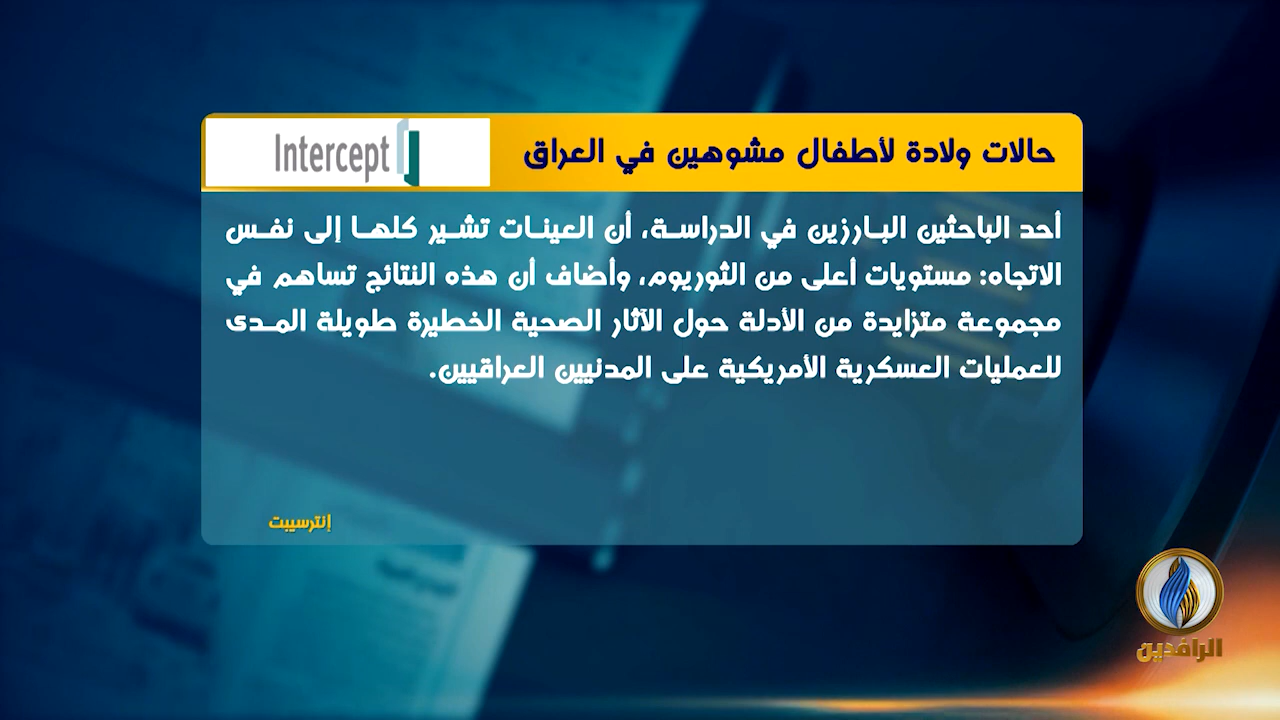 حالات ولادة لأطفال مشوهين في العراق
Intercept
أحد الباحثين البارزين في الدراسة، أن العينات تشير كلها إلى نفس
الاتجاه: مستويات أعلى من الثوريوم، وأضاف أن هذه النتائج تساهم في
مجموعة متزايدة من الأدلة حول الآثار الصحية الخطيرة طويلة المدى
للعمليات العسكرية الأمريكية على المدنيين العراقيين.
إنترسيبت
الرافدين